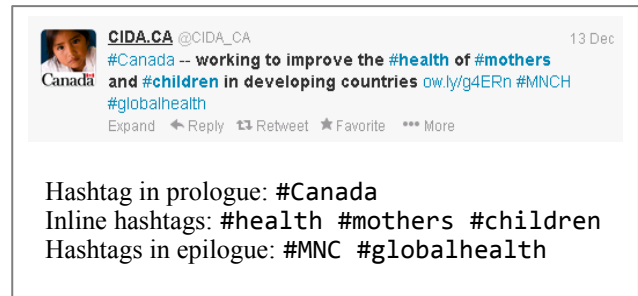 CIDA.CA @CIDA_CA 13 Dec
#Canada -- working to improve the #health of #mothers
and #children in developing countries ow.ly/g4ERn #MNCH
#globalhealth
Canada
Expand Reply Retweet Favorite More
Hashtag in prologue: #Canada
Inline hashtags: #health #mothers #children
Hashtags in epilogue: #MNC #globalhealth